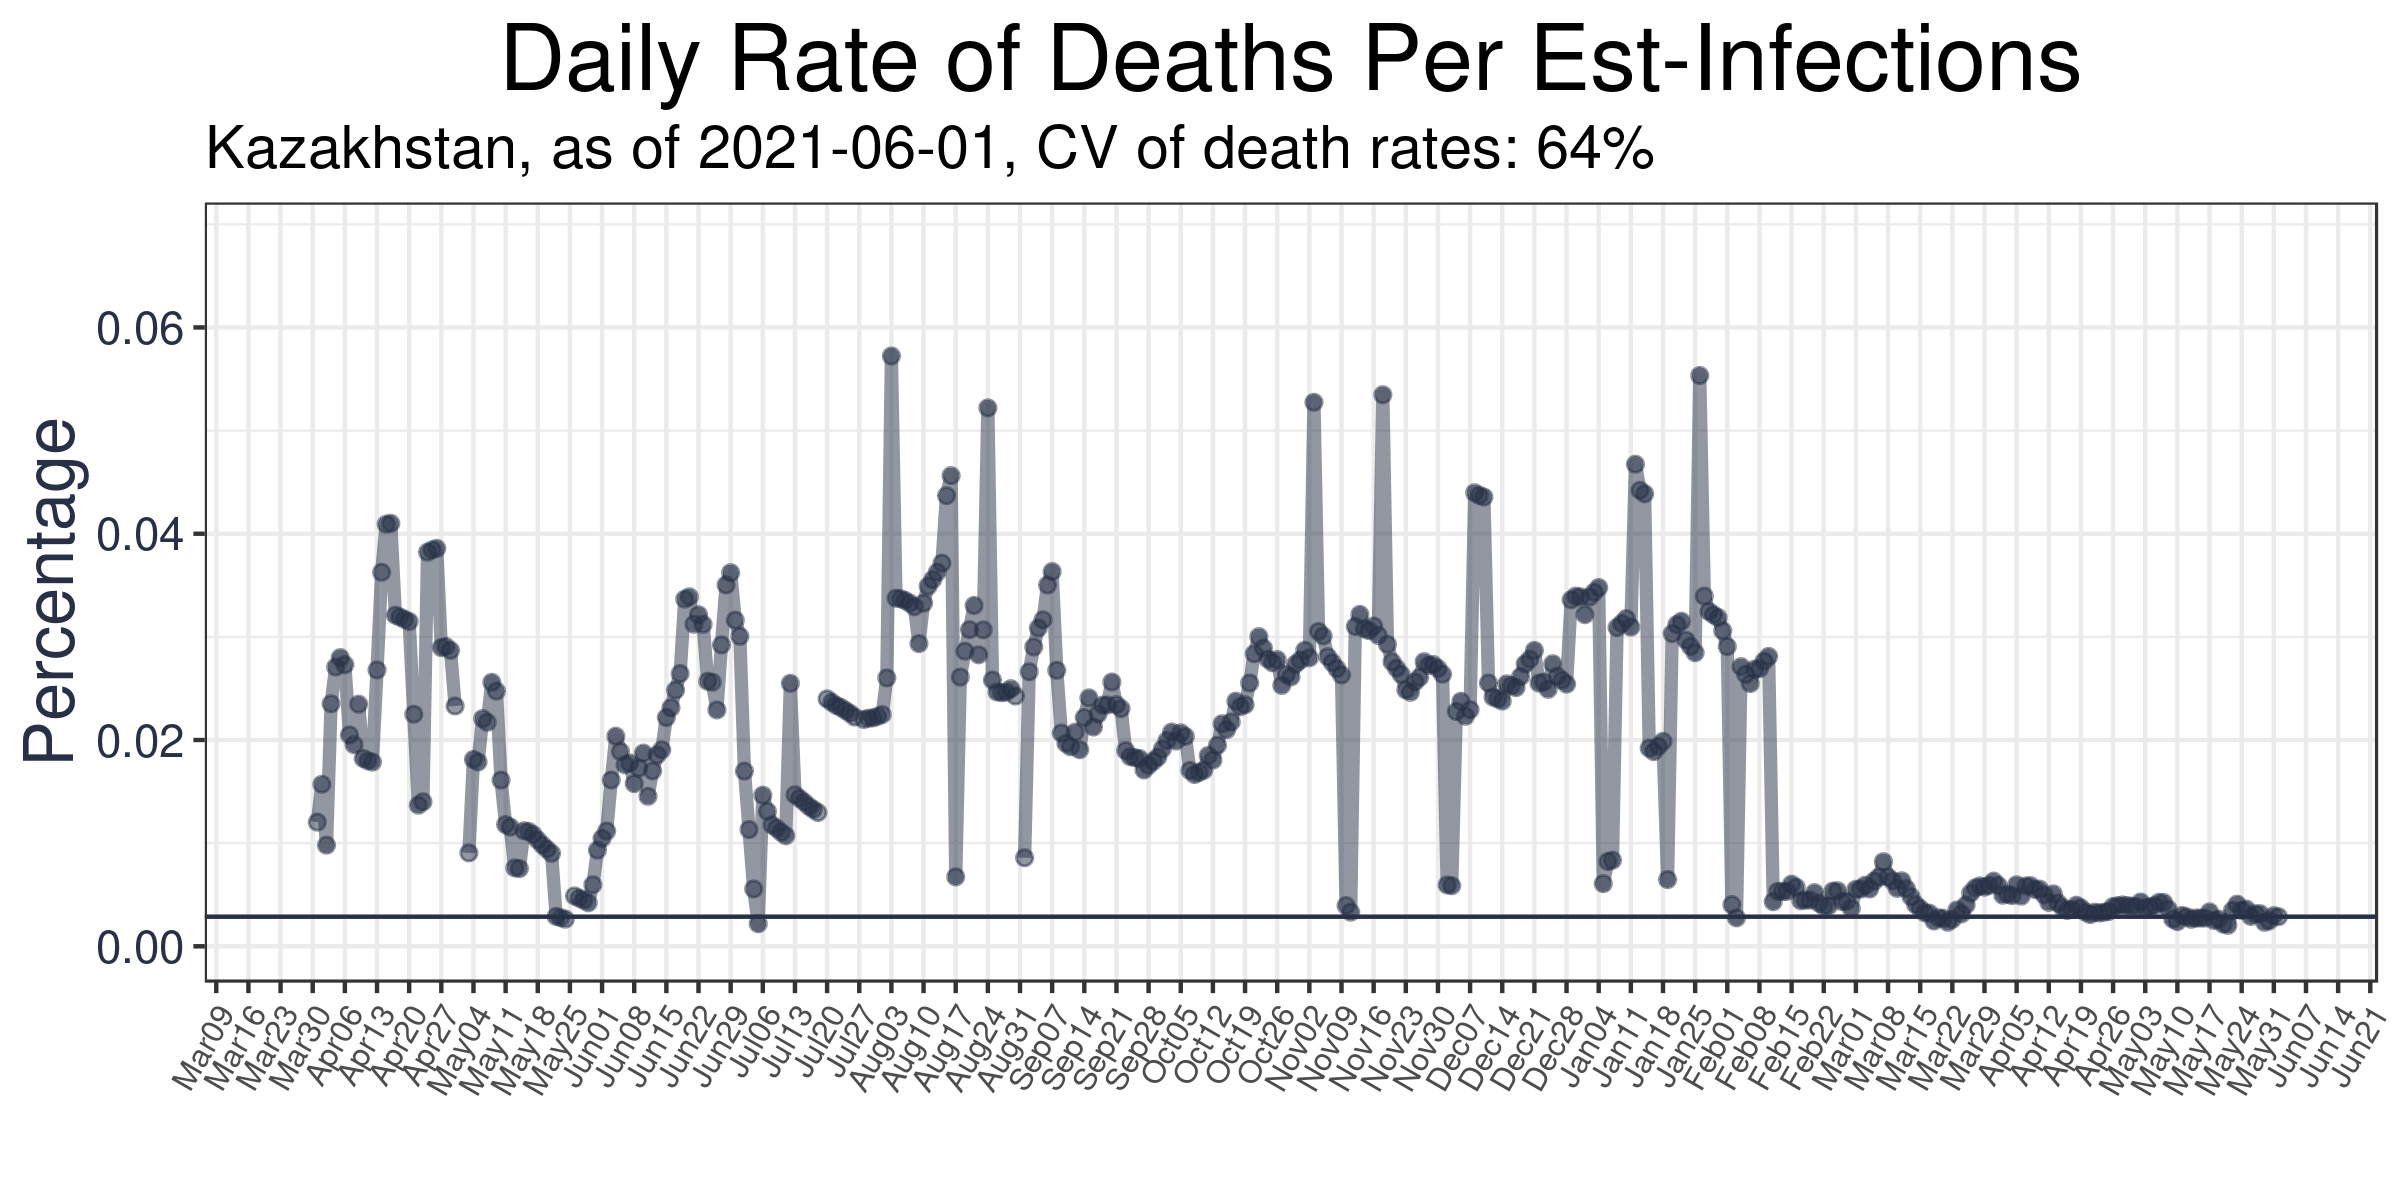 Daily Rate of Deaths Per Est-Infections
Kazakhstan, as of 2021-06-01, CV of death rates: 64%
Percentage
0.06
0.04
0.02
0.00
Mar09 Mar16 Mar23 Mar30 Apr06 Apr13 Apr20 Apr27 May04 May11 May18 May25 Jun01 Jun08 Jun15 Jun22 Jun29 Jul06 Jul13 Jul20 Jul27 Aug03 Aug10 Aug17 Aug24 Aug31 Sep07 Sep14 Sep21 Sep28 Oct05 Oct12 Oct19 Oct26 Nov02 Nov09 Nov16 Nov23 Nov30 Dec07 Dec14 Dec21 Dec28 Jan04 Jan11 Jan18 Jan25 Feb01 Feb08 Feb15 Feb22 Mar01 Mar08 Mar15 Mar22 Mar29 Apr05 Apr12 Apr19 Apr26 May03 May10 May17 May24 May31 Jun07 Jun14 Jun21